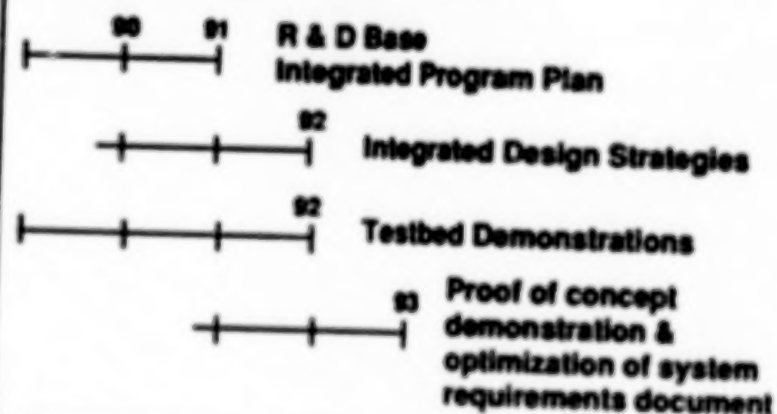 90 91 R & D Base
Integrated Program Plan
92
Integrated Design Strategies
92
Testbed Demonstrations
93 Proof of concept
demonstration &
optimization of system
requirements document